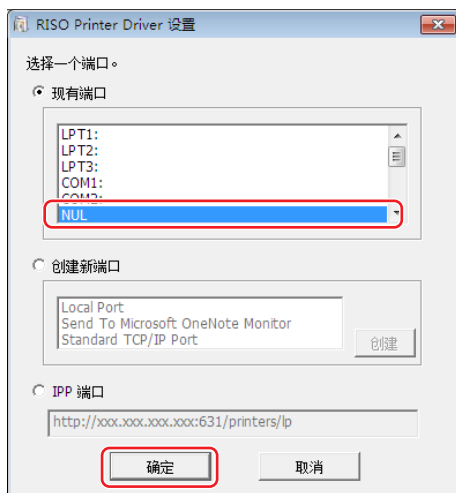 RISO Printer Driver 设置
选择一个端口。
现有端口
LPT1:
LPT2:
LPT3:
COM1:
COM2:
NUL
创建新端口
Local Port
Send To Microsoft OneNote Monitor
Standard TCP/IP Port
创建
IPP 端口
http://xxx.xxx.xxx.xxx:631/printers/lp
确定
取消